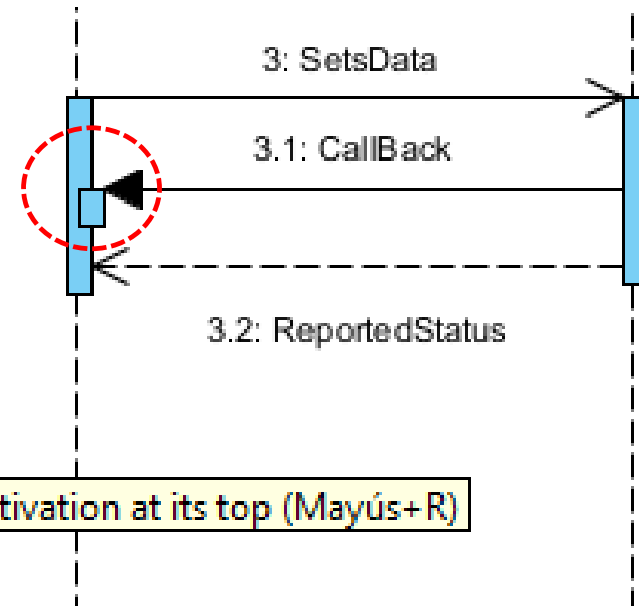 3: SetsData
3.1: CallBack
3.2: ReportedStatus
tivation at its top (Mayús+R)